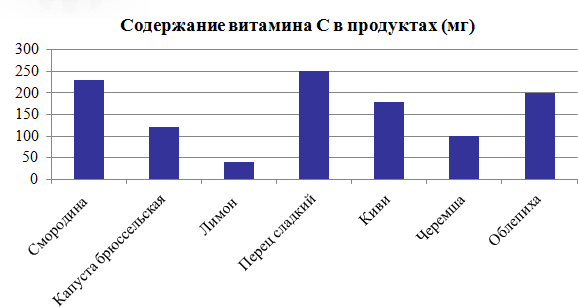 Содержание витамина С в продуктах (мг)
300
250
200
150
100
50
0
Смородина
Капуста брюссельская
Лимон
Перец сладкий
Киви
Черемша
Облепиха